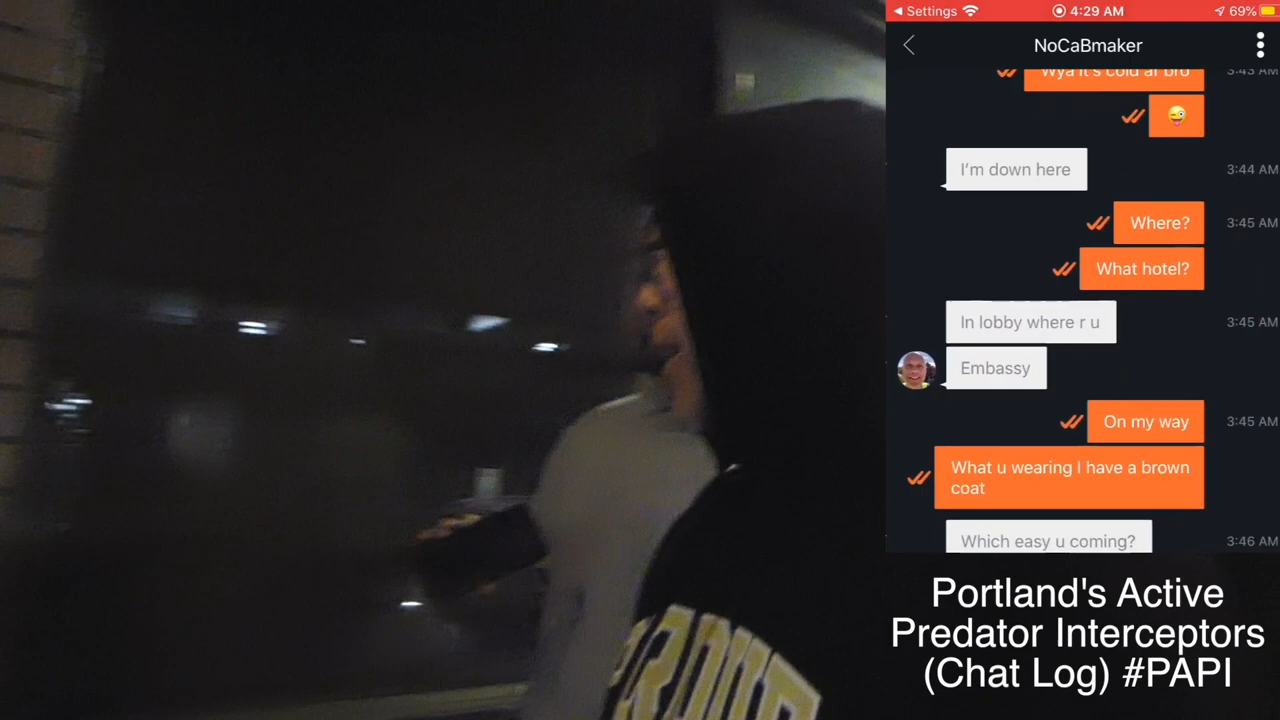 Settings
4:29 AM
69%
NoCaBmaker
Wya it's cold af bro
3:43 AM
I'm down here
3:44 AM
Where?
3:45 AM
What hotel?
In lobby where r u
3:45 AM
Embassy
On my way
3:45 AM
What u wearing I have a brown
coat
Which easy u coming?
3:46 AM
Portland's Active
Predator Interceptors
(Chat Log) #PAPI
PURDUE